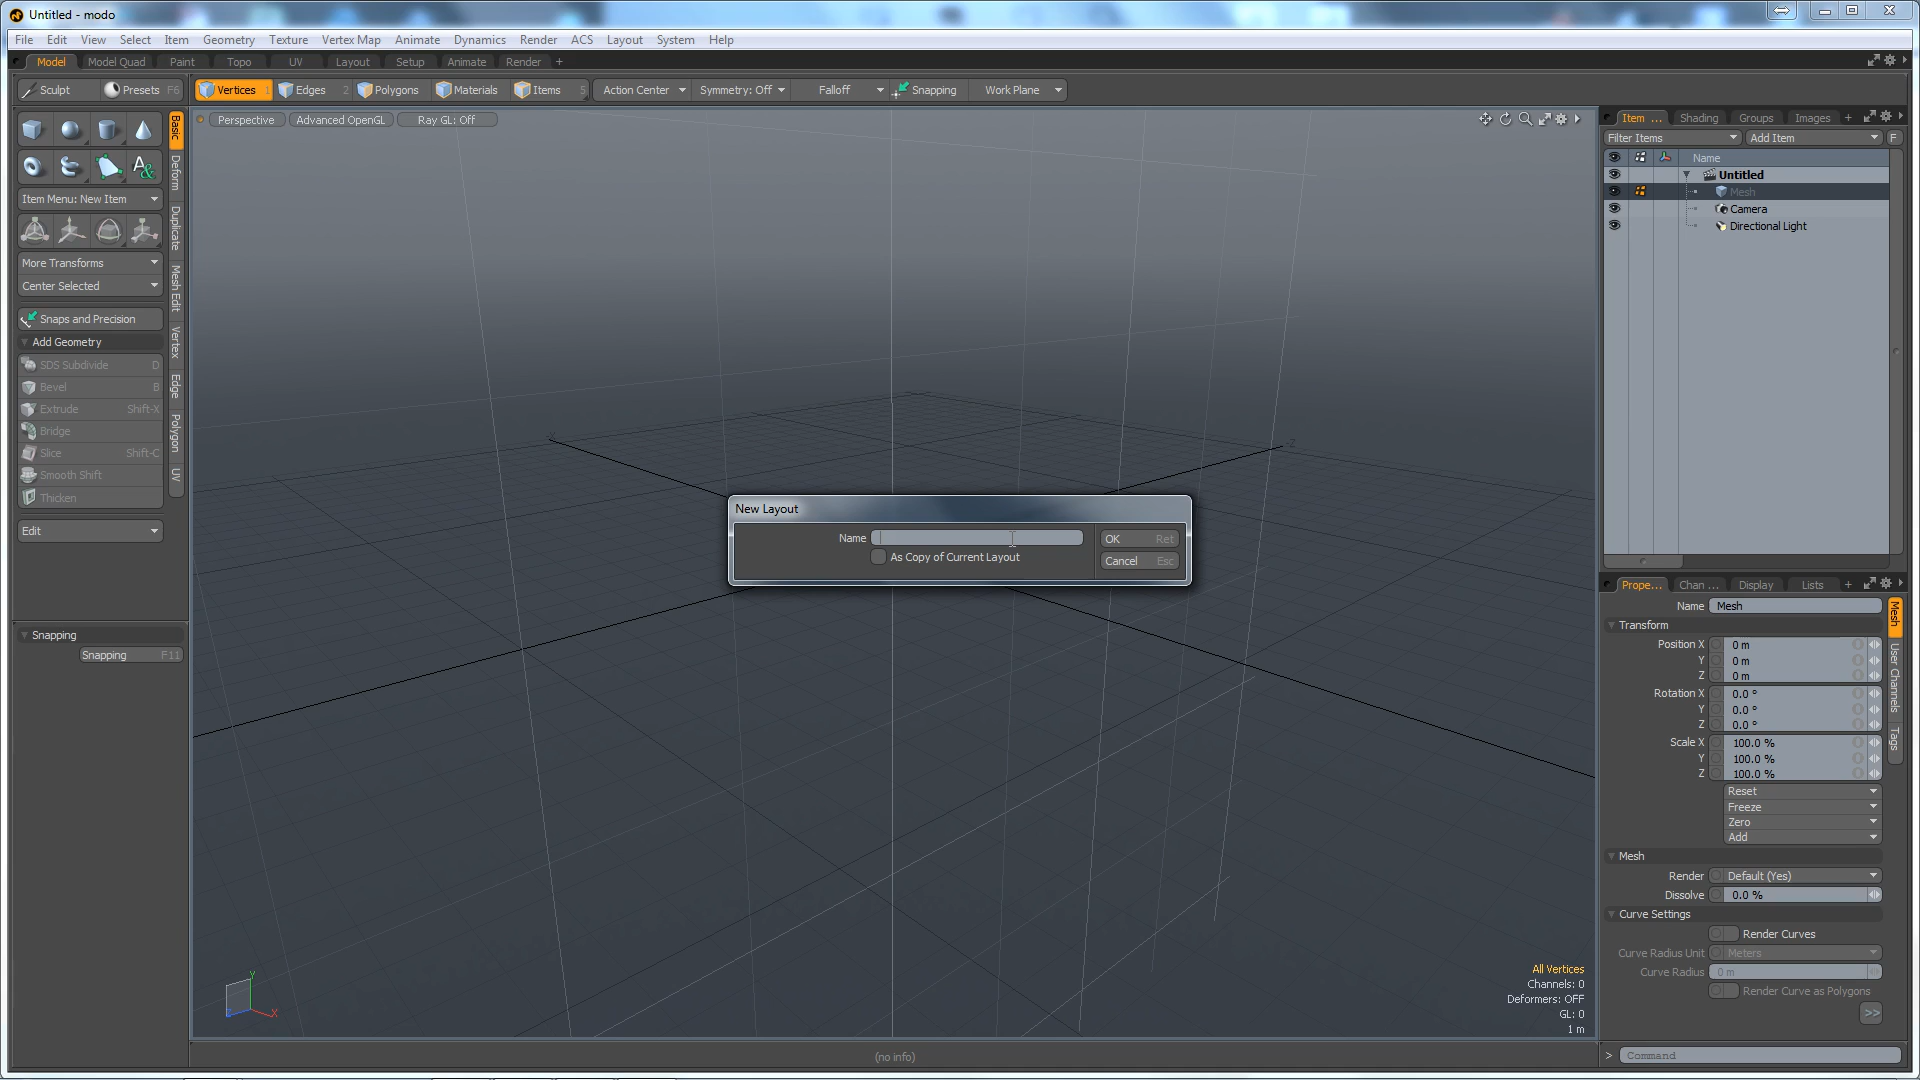 Untitled - modo
File Edit View Select Item Geometry Texture Vertex Map Animate Dynamics Render ACS Layout System Help
Model Model Quad Paint Topo UV Layout Setup Animate Render +
Sculpt Presets F6 Vertices 1 Edges 2 Polygons Materials Items 5 Action Center Symmetry: Off Falloff Snapping Work Plane
Perspective Advanced OpenGL Ray GL: Off
Basic
Deform
Duplicate
Mesh Edit
Vertex
Edge
Polygon
UV
Item Menu: New Item
More Transforms
Center Selected
Snaps and Precision
Add Geometry
SDS Subdivide D
Bevel B
Extrude Shift-X
Bridge
Slice Shift-C
Smooth Shift
Thicken
Edit
Snapping
Snapping F11
-Z
New Layout
Name
OK Ret
As Copy of Current Layout
Cancel Esc
Y
X
All Vertices
Channels: 0
Deformers: OFF
GL: 0
1 m
(no info)
Item ... Shading Groups Images +
Filter Items Add Item F
Name
Untitled
Mesh
Camera
Directional Light
Prope... Chan ... Display Lists +
Name Mesh
Transform
Position X 0 m
Y 0 m
Z 0 m
Rotation X 0.0 °
Y 0.0 °
Z 0.0 °
Scale X 100.0 %
Y 100.0 %
Z 100.0 %
Reset
Freeze
Zero
Add
Mesh
Render Default (Yes)
Dissolve 0.0 %
Curve Settings
Render Curves
Curve Radius Unit Meters
Curve Radius 0 m
Render Curve as Polygons
>>
Mesh
User Channels
Tags
> Command